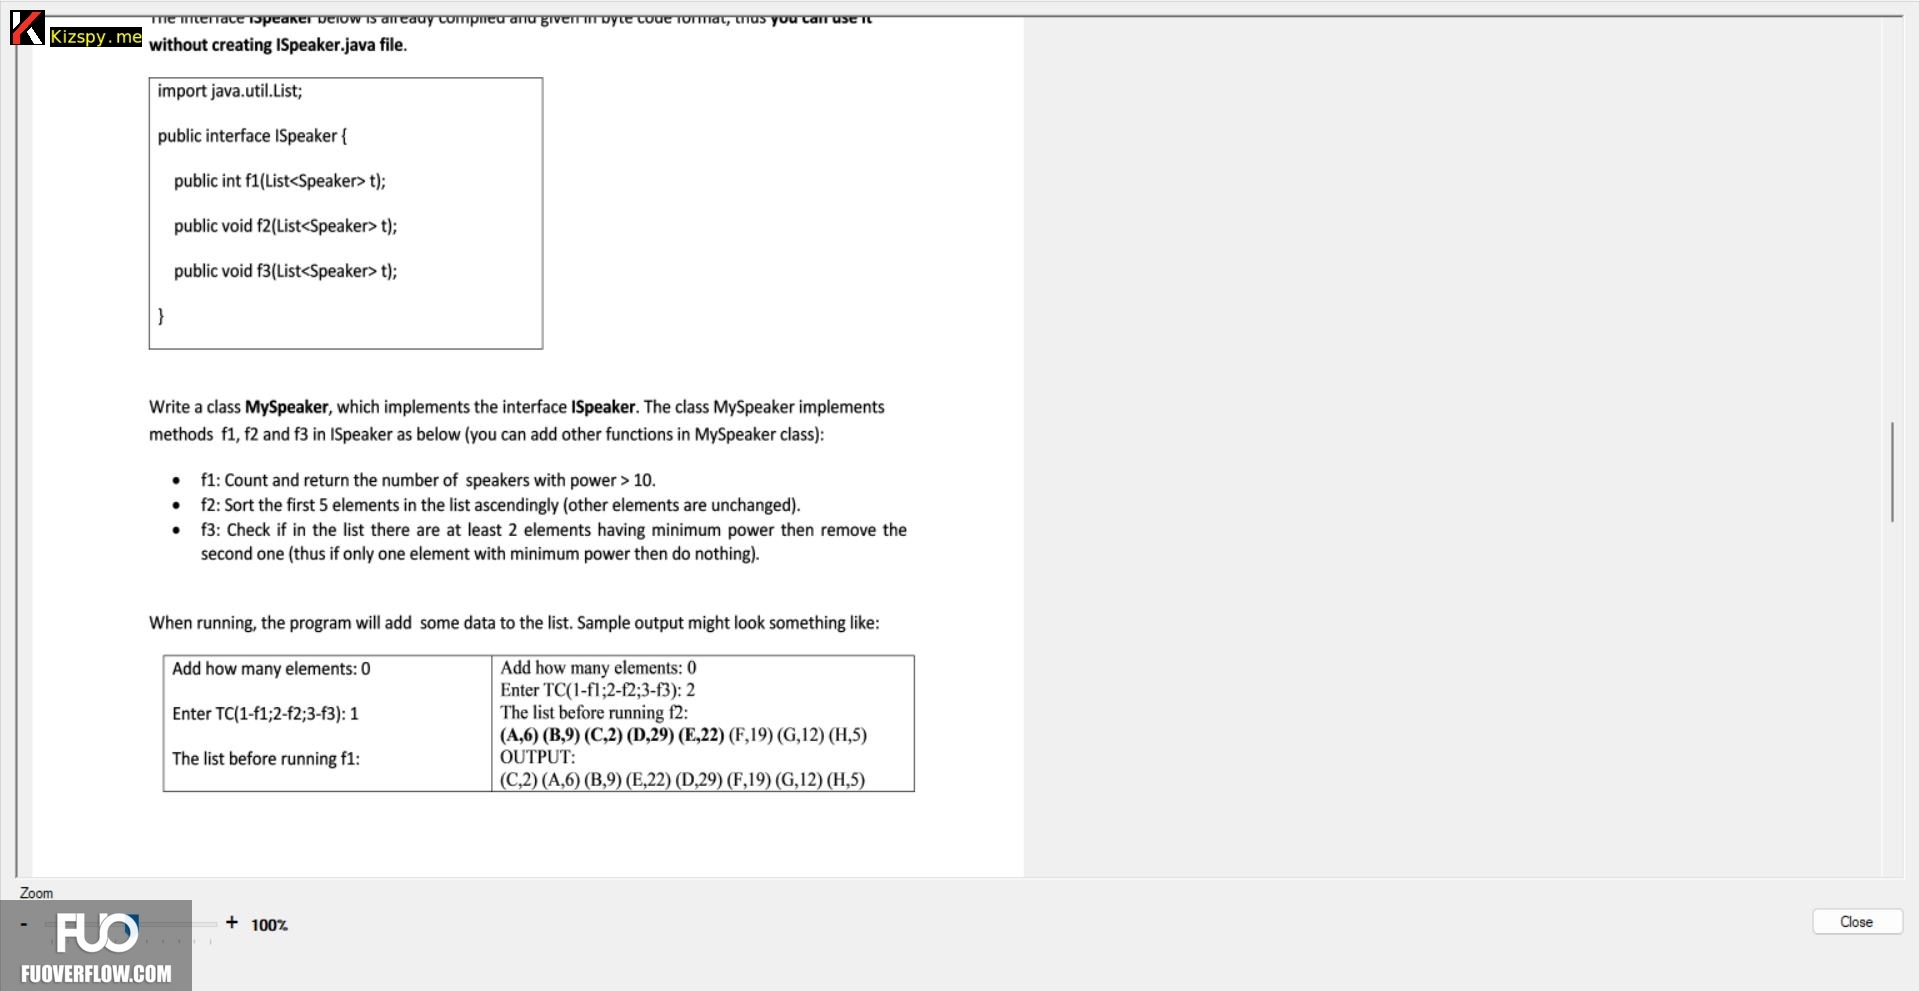 The interface ISpeaker below is already compiled and given in byte code format, thus you can use it
Kizspy.me
without creating ISpeaker.java file.
import java.util.List;
public interface ISpeaker {
public int f1(List<Speaker> t);
public void f2(List<Speaker> t);
public void f3(List<Speaker> t);
}
Write a class MySpeaker, which implements the interface ISpeaker. The class MySpeaker implements
methods f1, f2 and f3 in ISpeaker as below (you can add other functions in MySpeaker class):
• f1: Count and return the number of speakers with power > 10.
• f2: Sort the first 5 elements in the list ascendingly (other elements are unchanged).
• f3: Check if in the list there are at least 2 elements having minimum power then remove the
second one (thus if only one element with minimum power then do nothing).
When running, the program will add some data to the list. Sample output might look something like:
Add how many elements: 0
Enter TC(1-f1;2-f2;3-f3): 1
The list before running f1:
Add how many elements: 0
Enter TC(1-f1;2-f2;3-f3): 2
The list before running f2:
(A,6) (B,9) (C,2) (D,29) (E,22) (F,19) (G,12) (H,5)
OUTPUT:
(C,2) (A,6) (B,9) (E,22) (D,29) (F,19) (G,12) (H,5)
Zoom
- + 100%
Close
FUO
FUOVERFLOW.COM